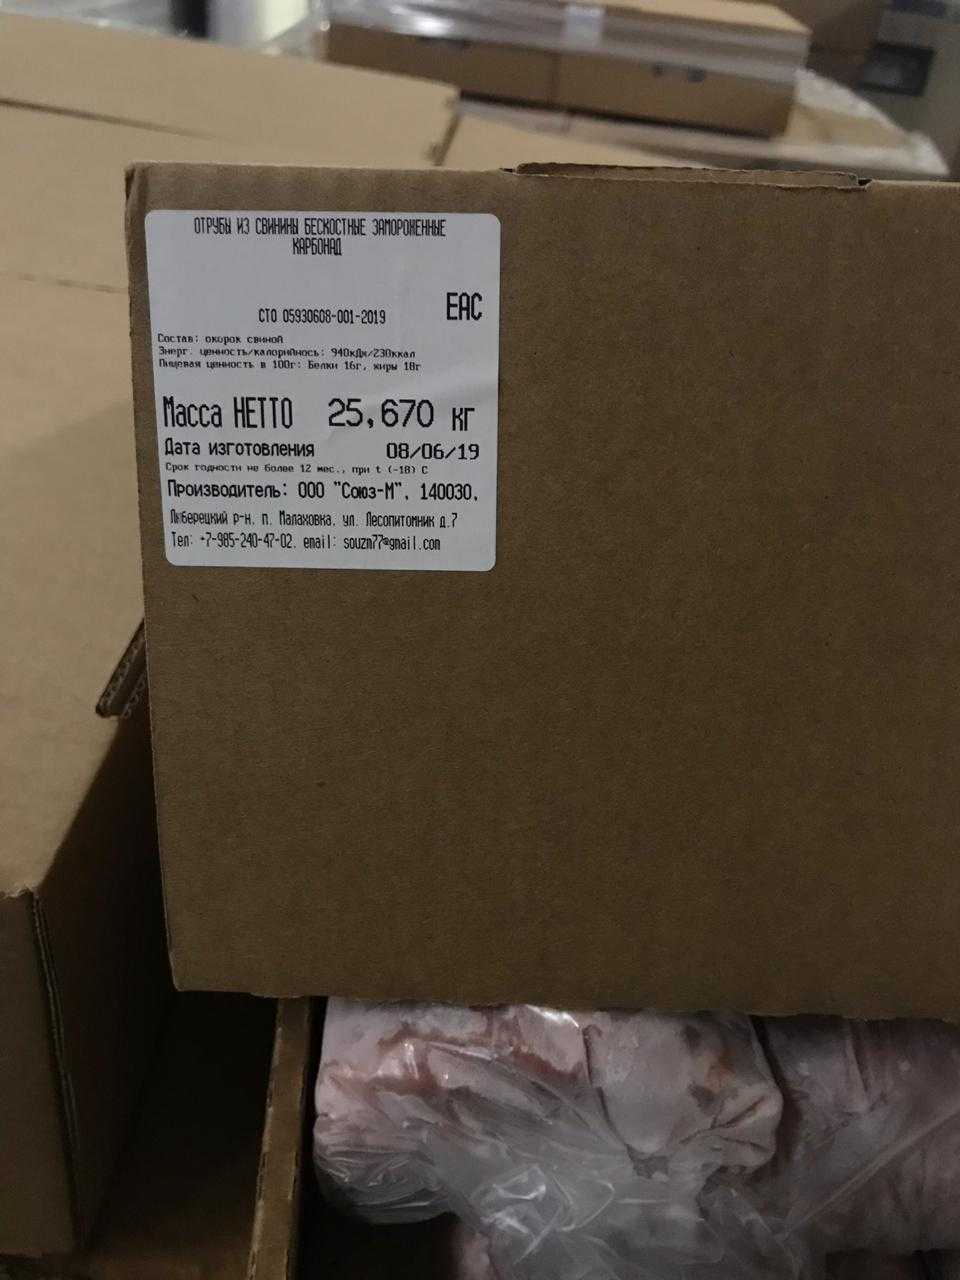 ОТРУБЫ ИЗ СВИНИНЫ БЕСКОСТНЫЕ ЗАМОРОЖЕННЫЕ
КАРБОНАД
EAC
СТО 05930608-001-2019
Состав: окорок свиной
Энерг. ценность/калорийнось: 940кДж/230ккал
Пищевая ценность в 100г: Белки 16г, жиры 18г
Масса НЕТТО 25,670 кг
Дата изготовления 08/06/19
Срок годности не более 12 мес., при t (-18) С
Производитель: ООО "Союз-М", 140030,
Люберецкий р-н, п. Малаховка, ул. Лесопитомник д.7
Тел: +7-985-240-47-02, email: souzm77@gmail.com